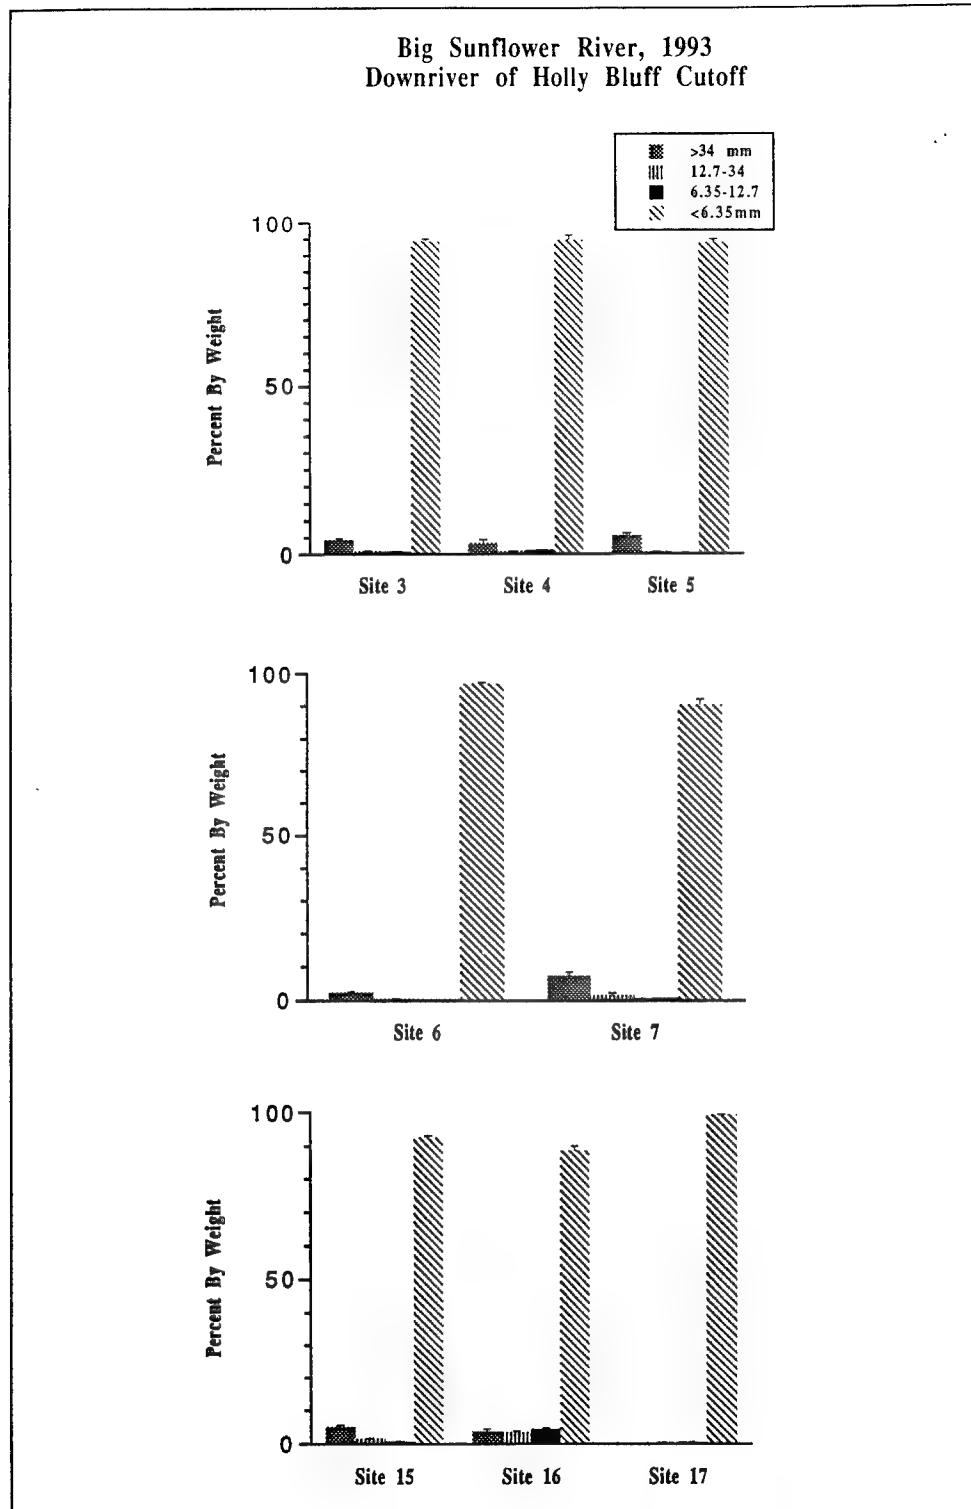 Big Sunflower River, 1993
Downriver of Holly Bluff Cutoff
>34 mm
12.7-34
6.35-12.7
<6.35mm
Percent By Weight
100
50
0
Site 3 Site 4 Site 5
Percent By Weight
100
50
0
Site 6 Site 7
Percent By Weight
100
50
0
Site 15 Site 16 Site 17